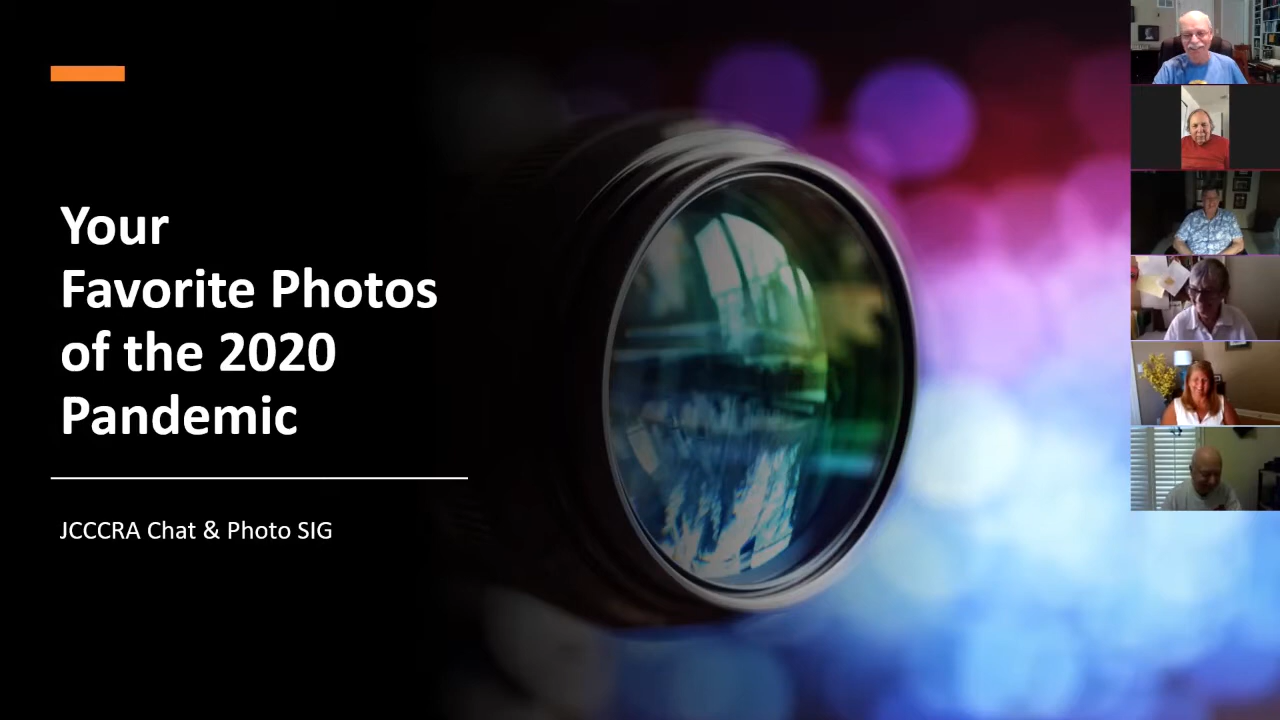 Your
Favorite Photos
of the 2020
Pandemic
JCCCRA Chat & Photo SIG